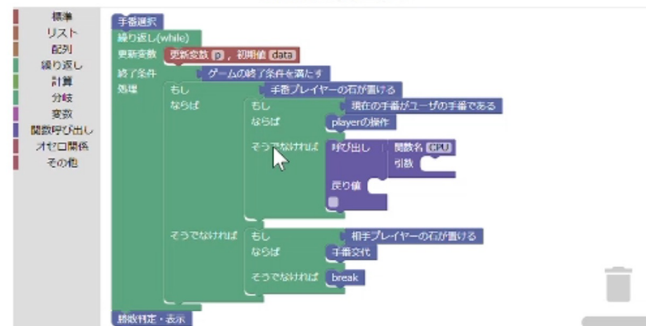 標準
リスト
配列
繰り返し
計算
分岐
変数
関数呼び出し
オセロ関係
その他
手番選択
繰り返し(while)
更新変数 更新変数 p , 初期値 data
終了条件 ゲームの終了条件を満たす
処理 もし 手番プレイヤーの石が置ける
ならば もし 現在の手番がユーザの手番である
ならば playerの操作
そうでなければ 呼び出し 関数名 CPU
引数
戻り値
そうでなければ もし 相手プレイヤーの石が置ける
ならば 手番交代
そうでなければ break
勝敗判定・表示